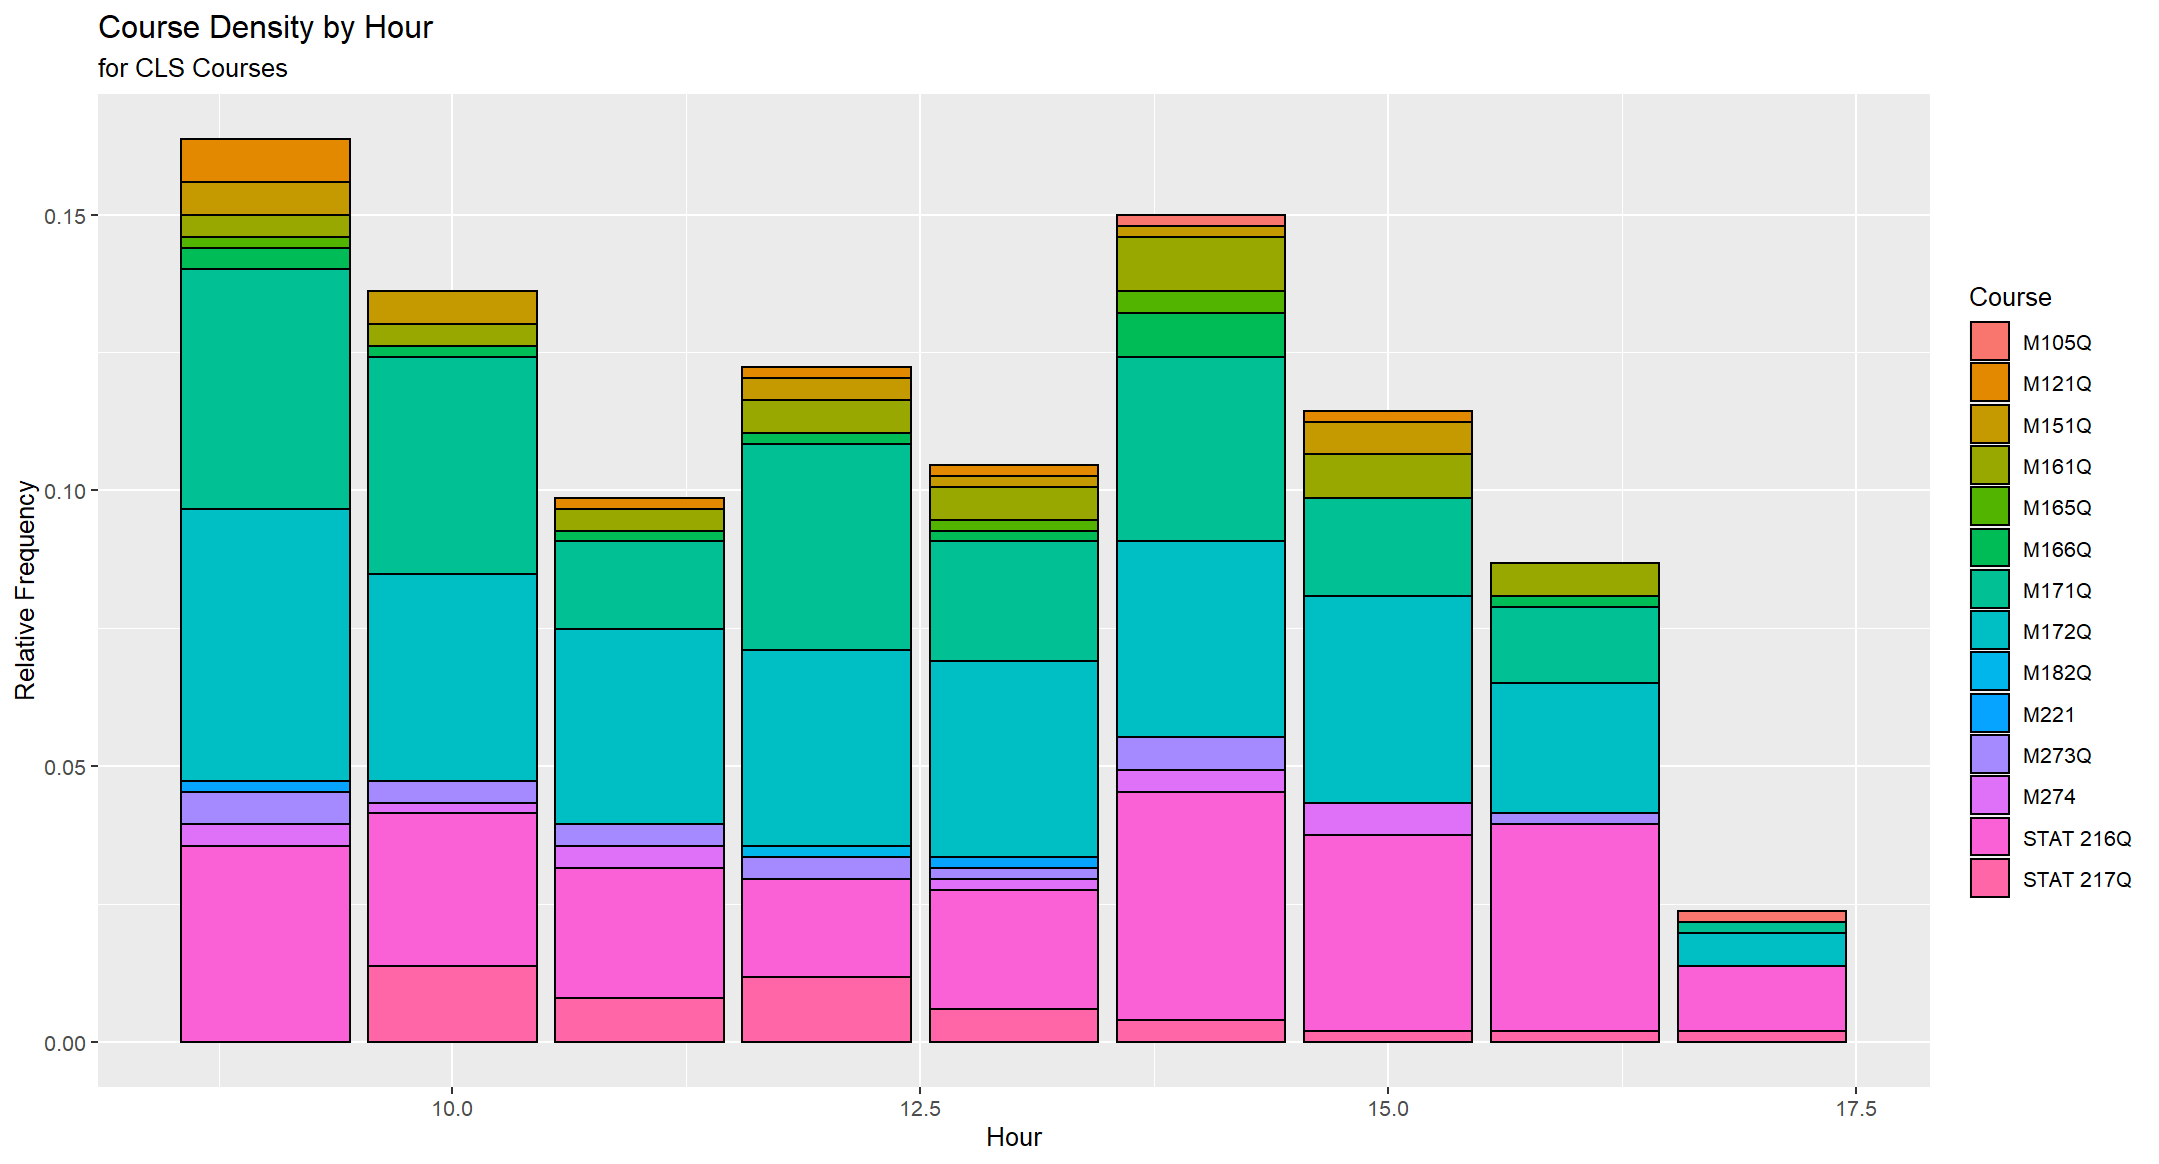 Course Density by Hour
for CLS Courses
Relative Frequency
0.15
0.10
0.05
0.00
10.0
12.5
15.0
17.5
Hour
Course
M105Q
M121Q
M151Q
M161Q
M165Q
M166Q
M171Q
M172Q
M182Q
M221
M273Q
M274
STAT 216Q
STAT 217Q